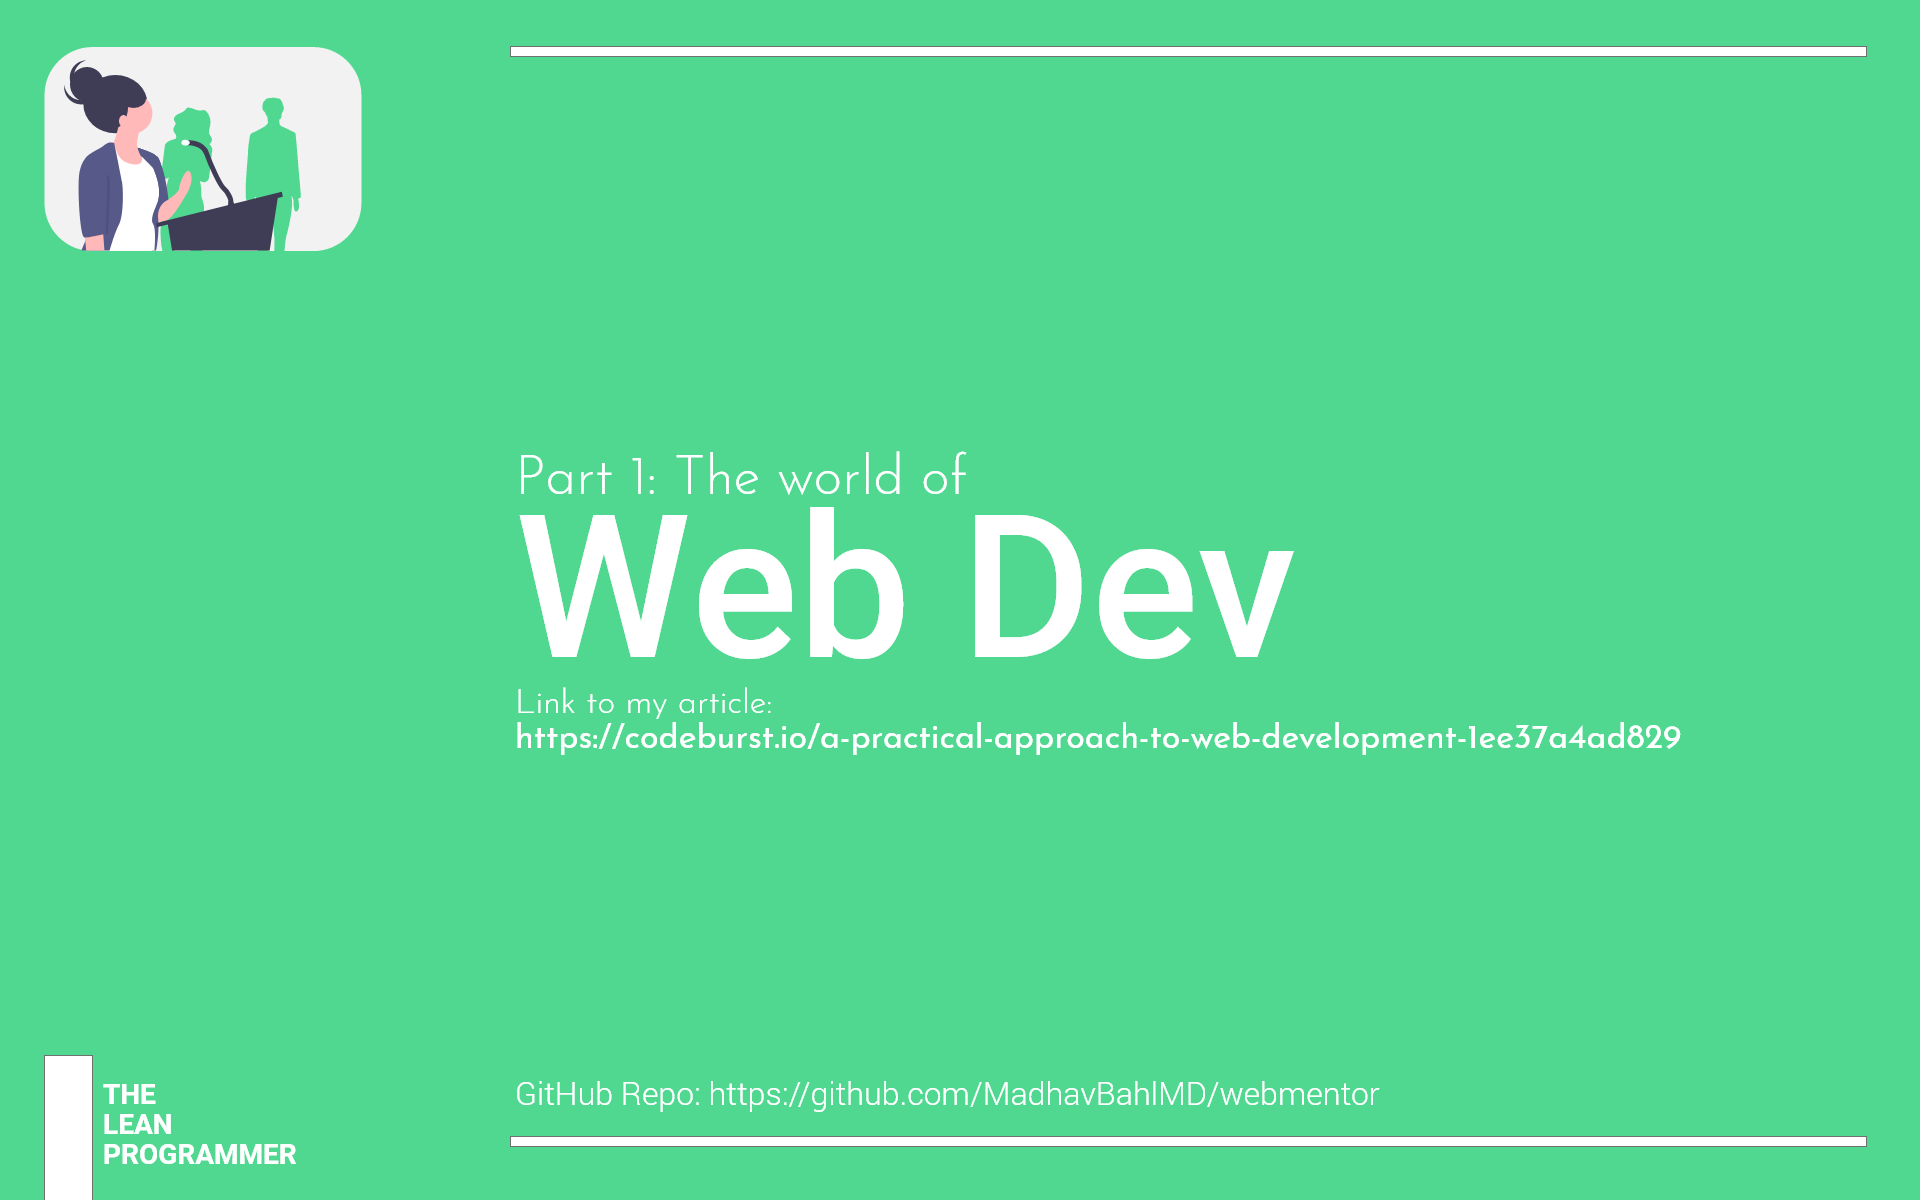 Part 1: The world of
Web Dev
Link to my article:
https://codeburst.io/a-practical-approach-to-web-development-1ee37a4ad829
GitHub Repo: https://github.com/MadhavBahlMD/webmentor
THE
LEAN
PROGRAMMER